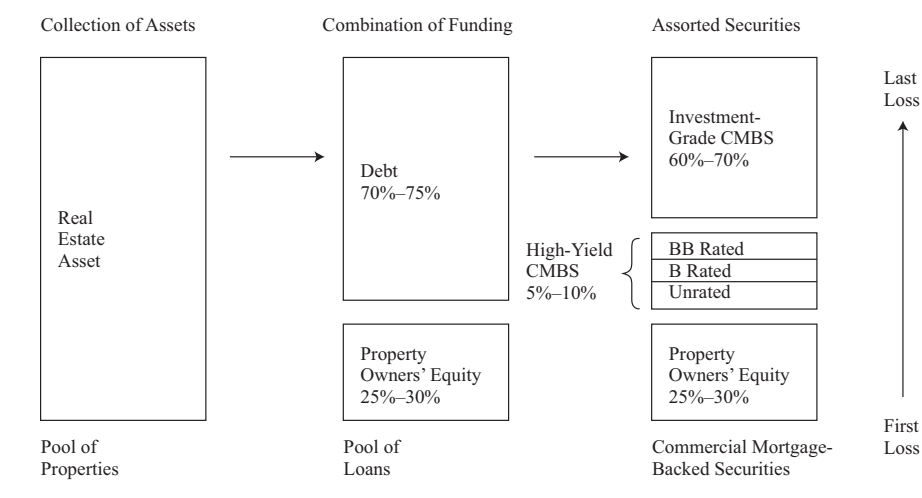 Collection of Assets
Combination of Funding
Assorted Securities
Last
Loss
Investment-
Grade CMBS
60%–70%
Debt
70%–75%
Real
Estate
Asset
High-Yield
CMBS
5%–10%
BB Rated
B Rated
Unrated
Property
Owners’ Equity
25%–30%
Property
Owners’ Equity
25%–30%
First
Loss
Pool of
Properties
Pool of
Loans
Commercial Mortgage-
Backed Securities